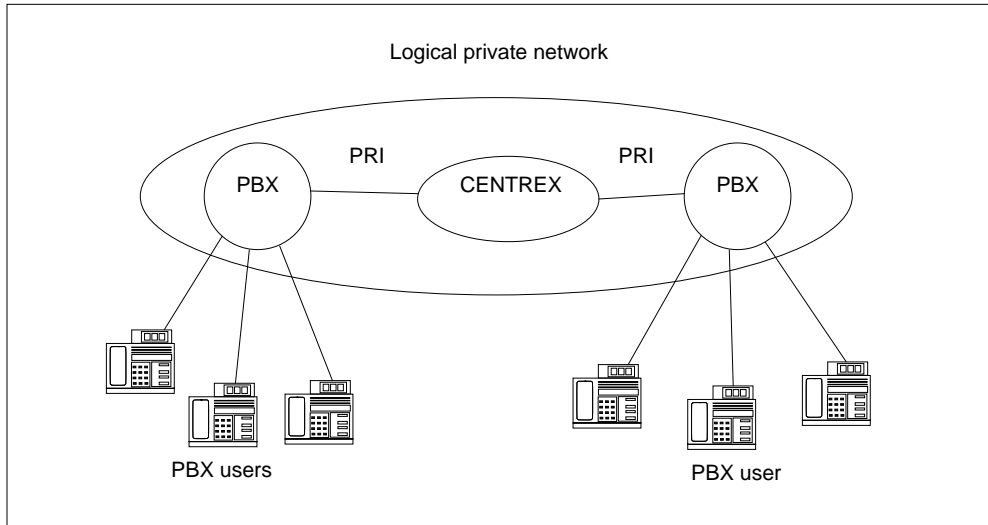 Logical private network
PRI
PRI
PBX
CENTREX
PBX
PBX users
PBX user